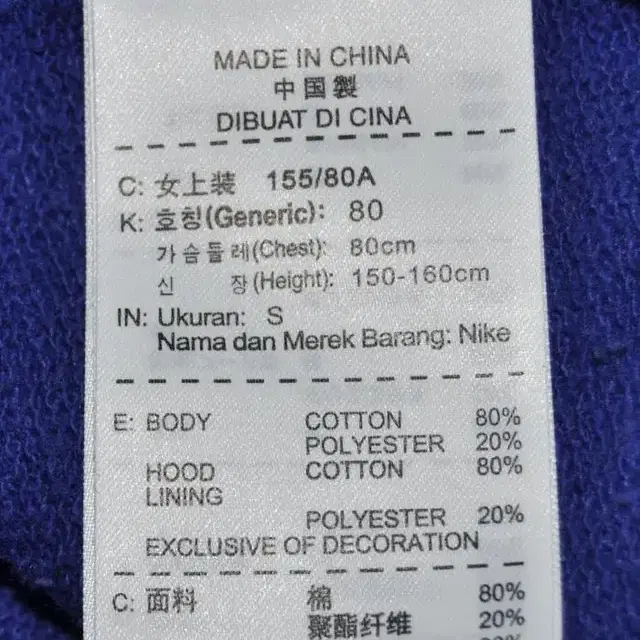 MADE IN CHINA
中国製
DIBUAT DI CINA
C: 女上装 155/80A
K: 호칭(Generic): 80
가슴둘레(Chest): 80cm
신 장(Height): 150-160cm
IN: Ukuran: S
Nama dan Merek Barang: Nike
E: BODY COTTON 80%
POLYESTER 20%
HOOD COTTON 80%
LINING
POLYESTER 20%
EXCLUSIVE OF DECORATION
C: 面料 棉 80%
聚酯纤维 20%